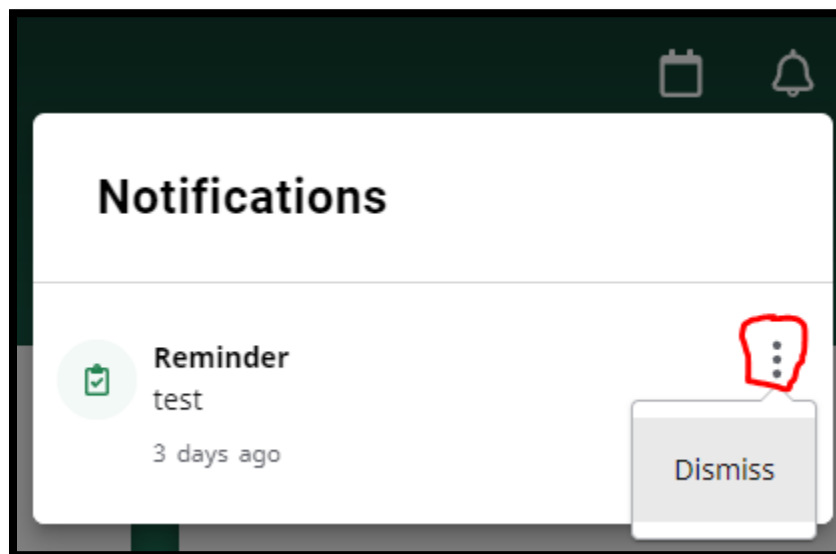 Notifications
Reminder
test
3 days ago
Dismiss